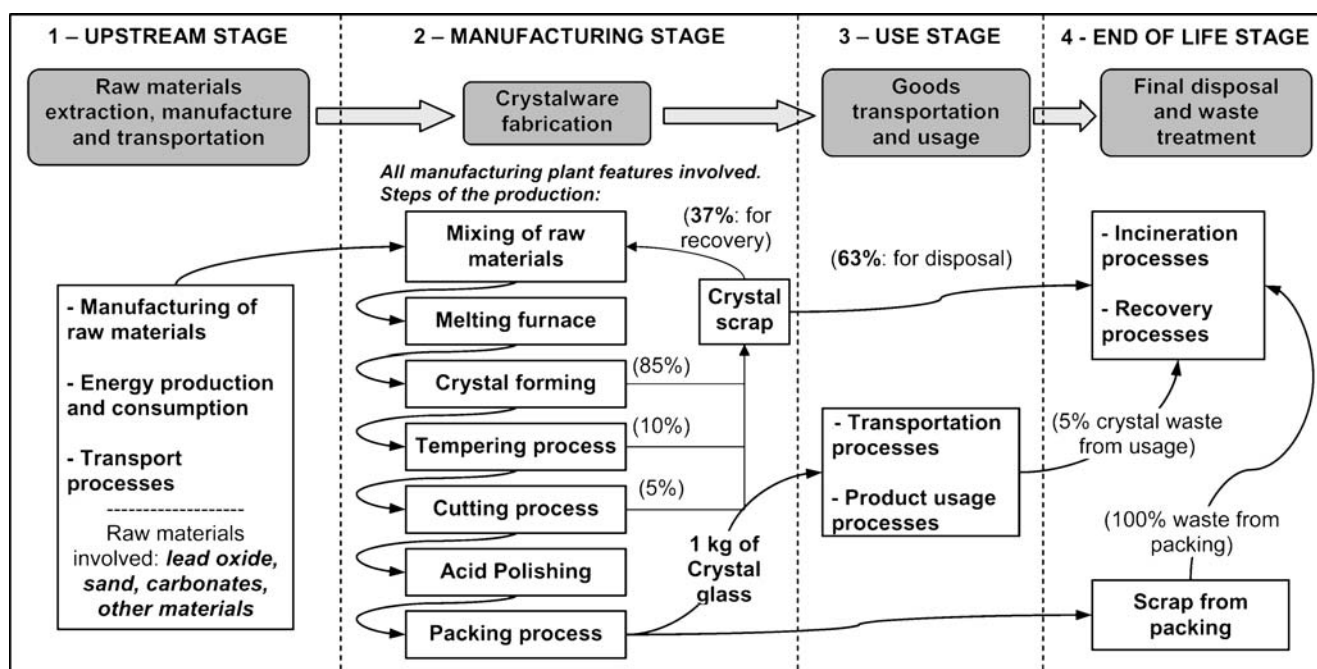 1 – UPSTREAM STAGE
2 – MANUFACTURING STAGE
3 – USE STAGE
4 - END OF LIFE STAGE
Raw materials
extraction, manufacture
and transportation
Crystalware
fabrication
Goods
transportation
and usage
Final disposal
and waste
treatment
All manufacturing plant features involved.
Steps of the production:
- Manufacturing of
raw materials
- Energy production
and consumption
- Transport
processes
-------------------
Raw materials
involved: lead oxide,
sand, carbonates,
other materials
Mixing of raw
materials
Melting furnace
Crystal forming
Tempering process
Cutting process
Acid Polishing
Packing process
(37%: for
recovery)
Crystal
scrap
(85%)
(10%)
(5%)
1 kg of
Crystal
glass
(63%: for disposal)
- Transportation
processes
- Product usage
processes
- Incineration
processes
- Recovery
processes
(5% crystal waste
from usage)
(100% waste from
packing)
Scrap from
packing